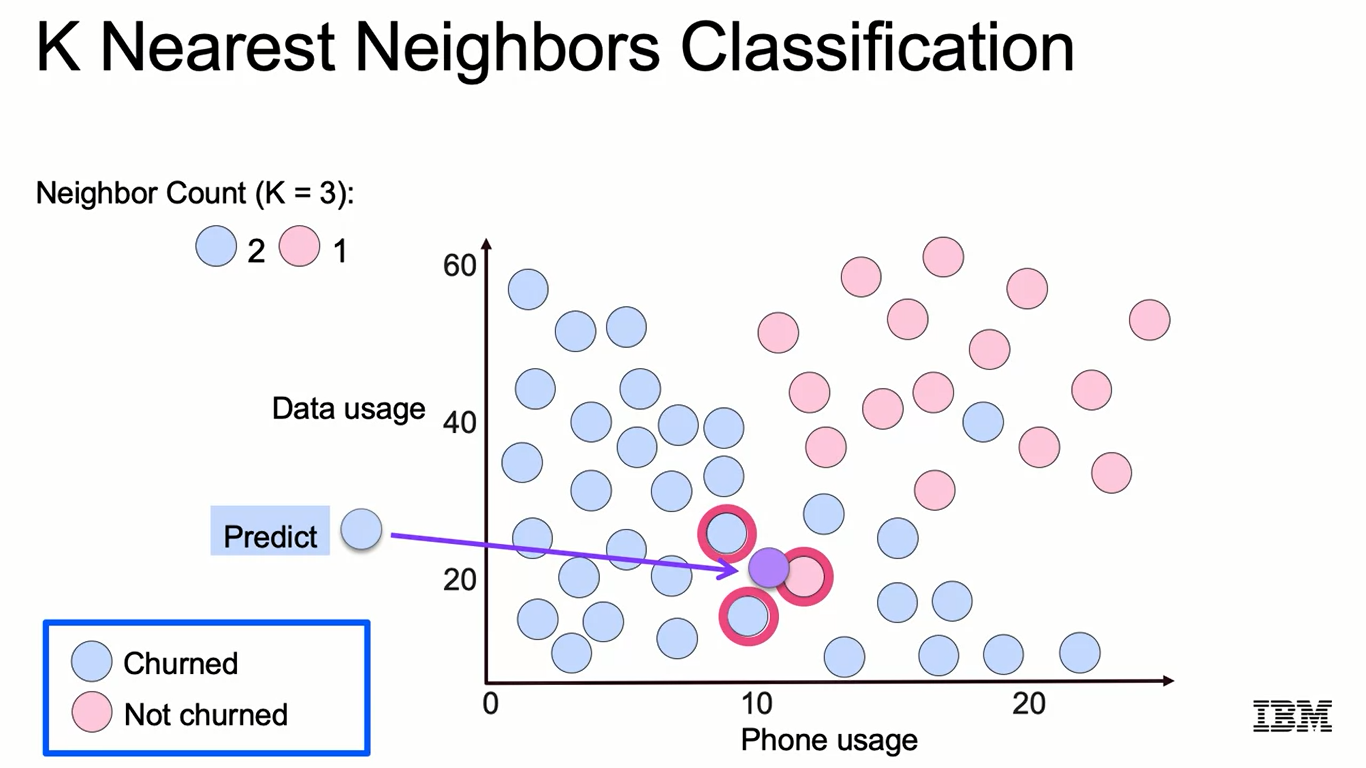 K Nearest Neighbors Classification
Neighbor Count (K = 3):
2 1
60
Data usage
40
Predict
20
Churned
Not churned
0 10 20
Phone usage
IBM